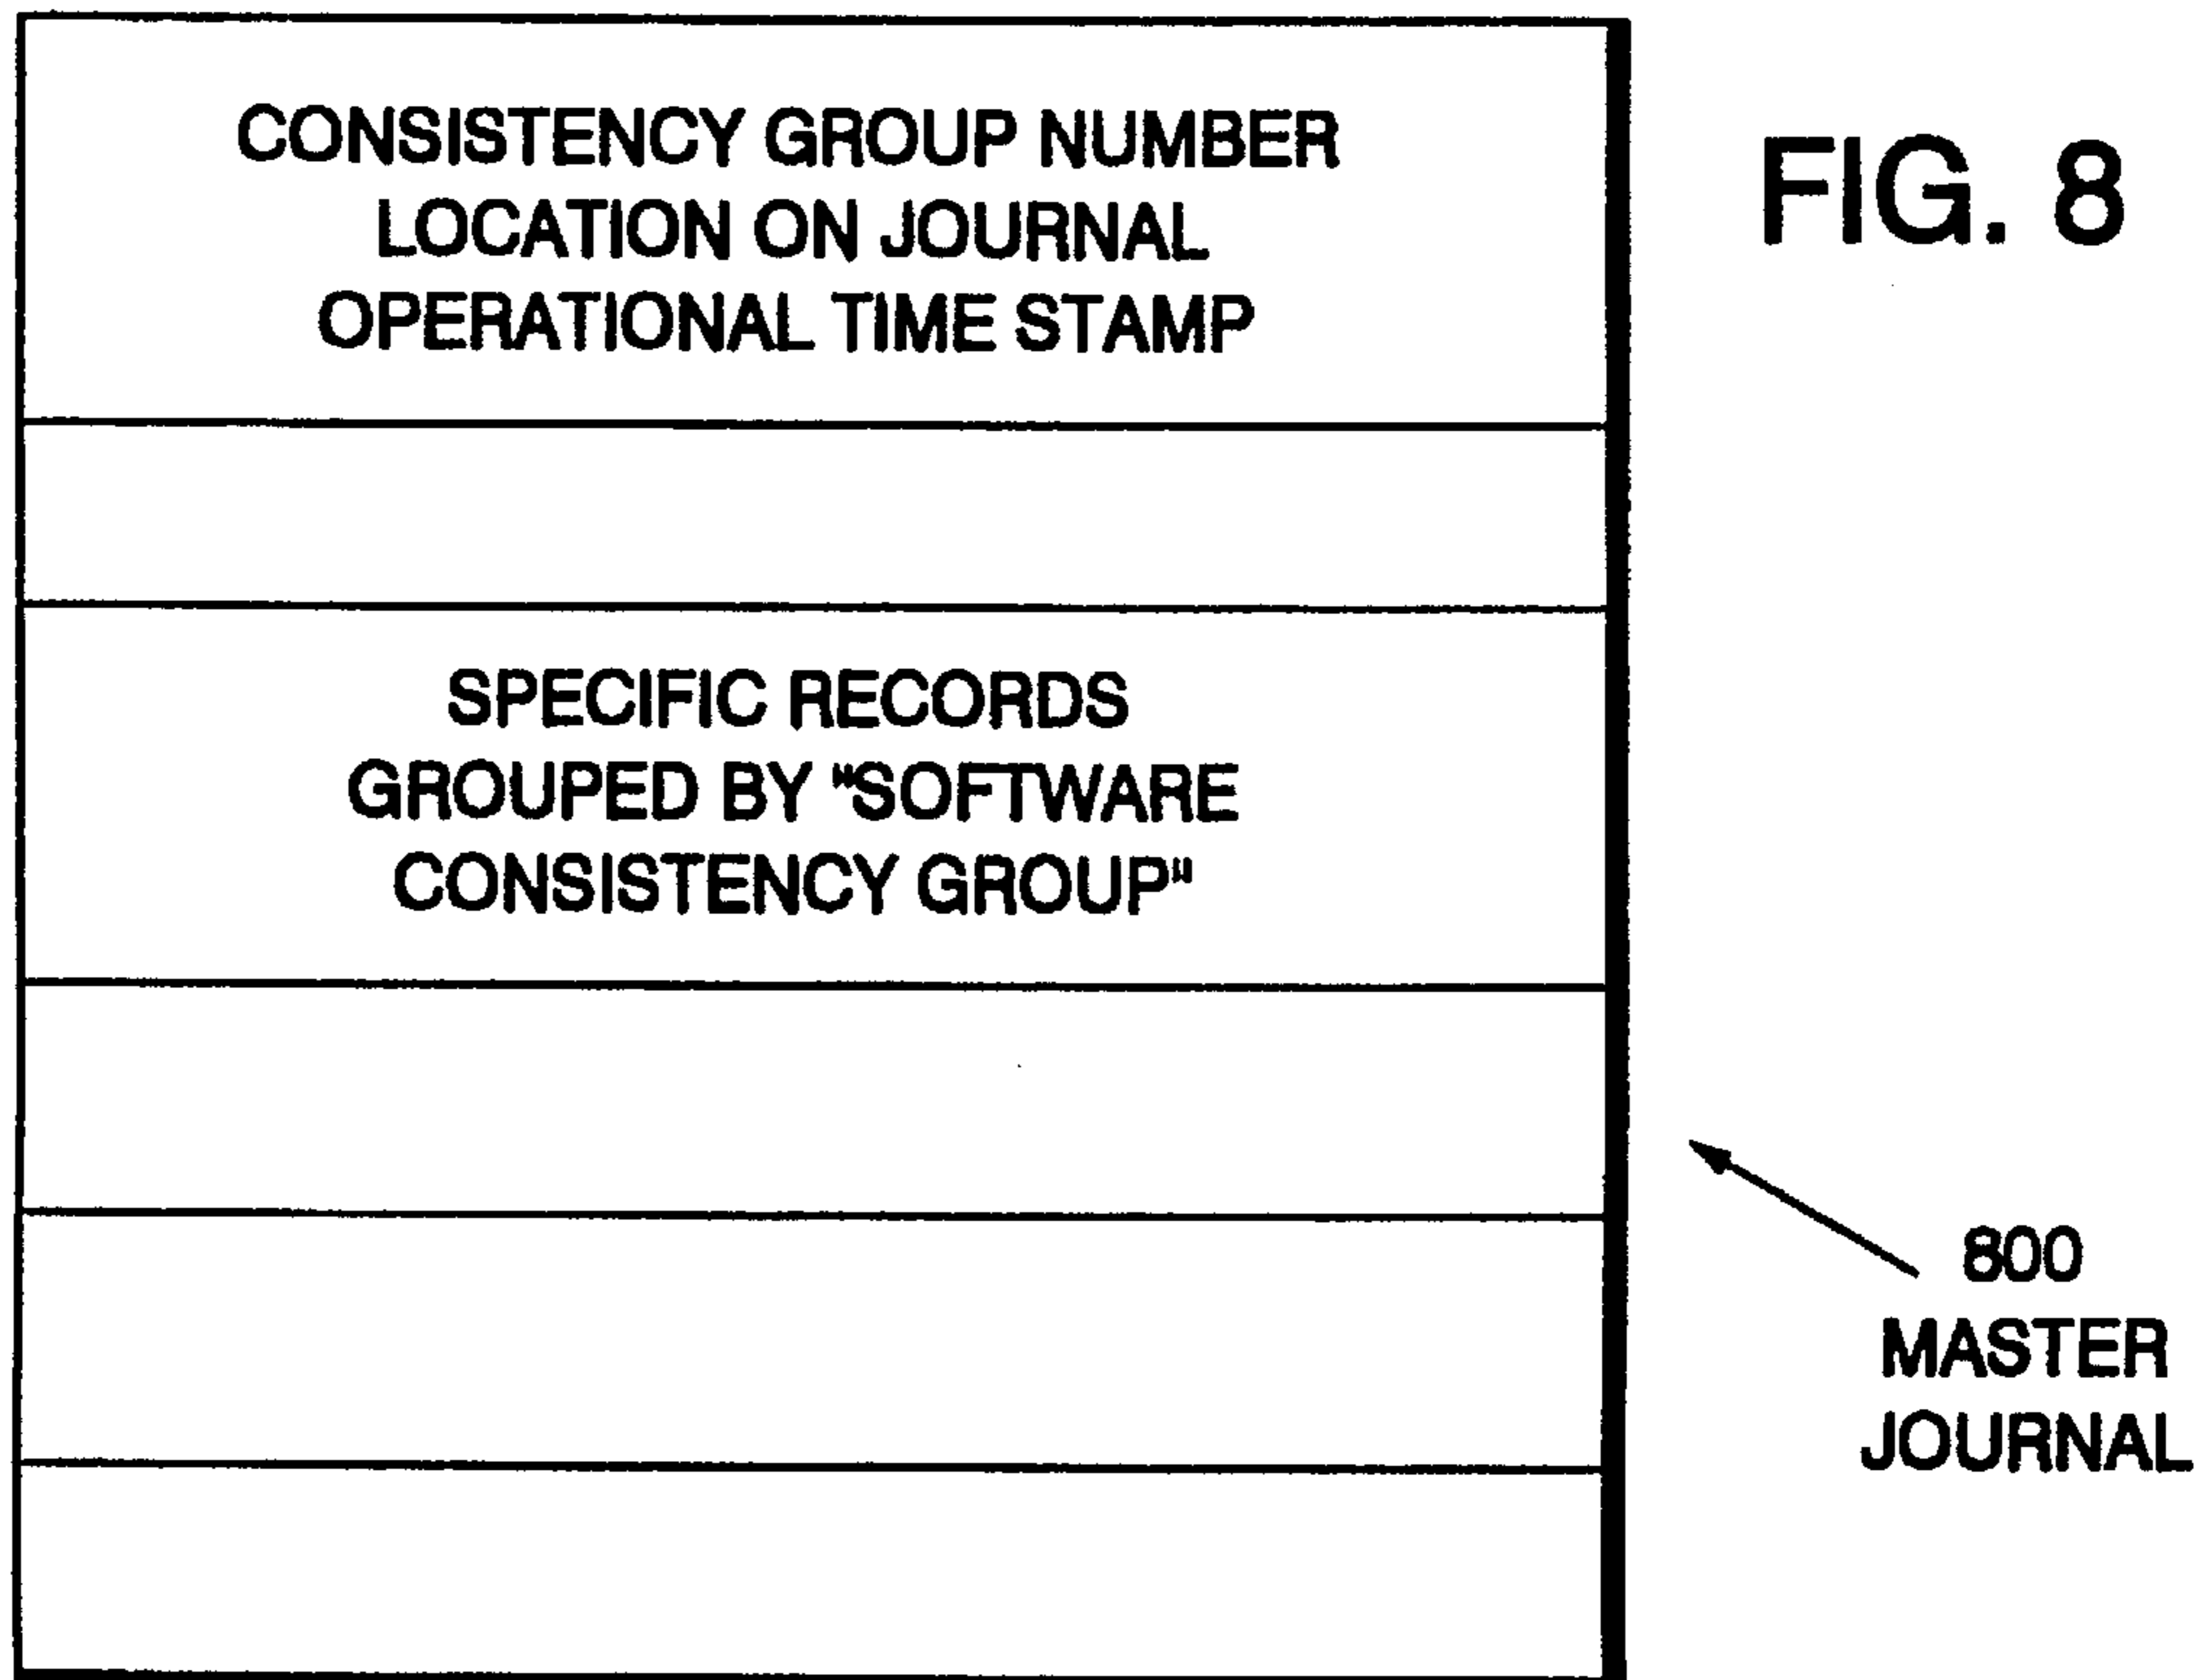 CONSISTENCY GROUP NUMBER
LOCATION ON JOURNAL
OPERATIONAL TIME STAMP
FIG. 8
SPECIFIC RECORDS
GROUPED BY "SOFTWARE
CONSISTENCY GROUP"
800
MASTER
JOURNAL